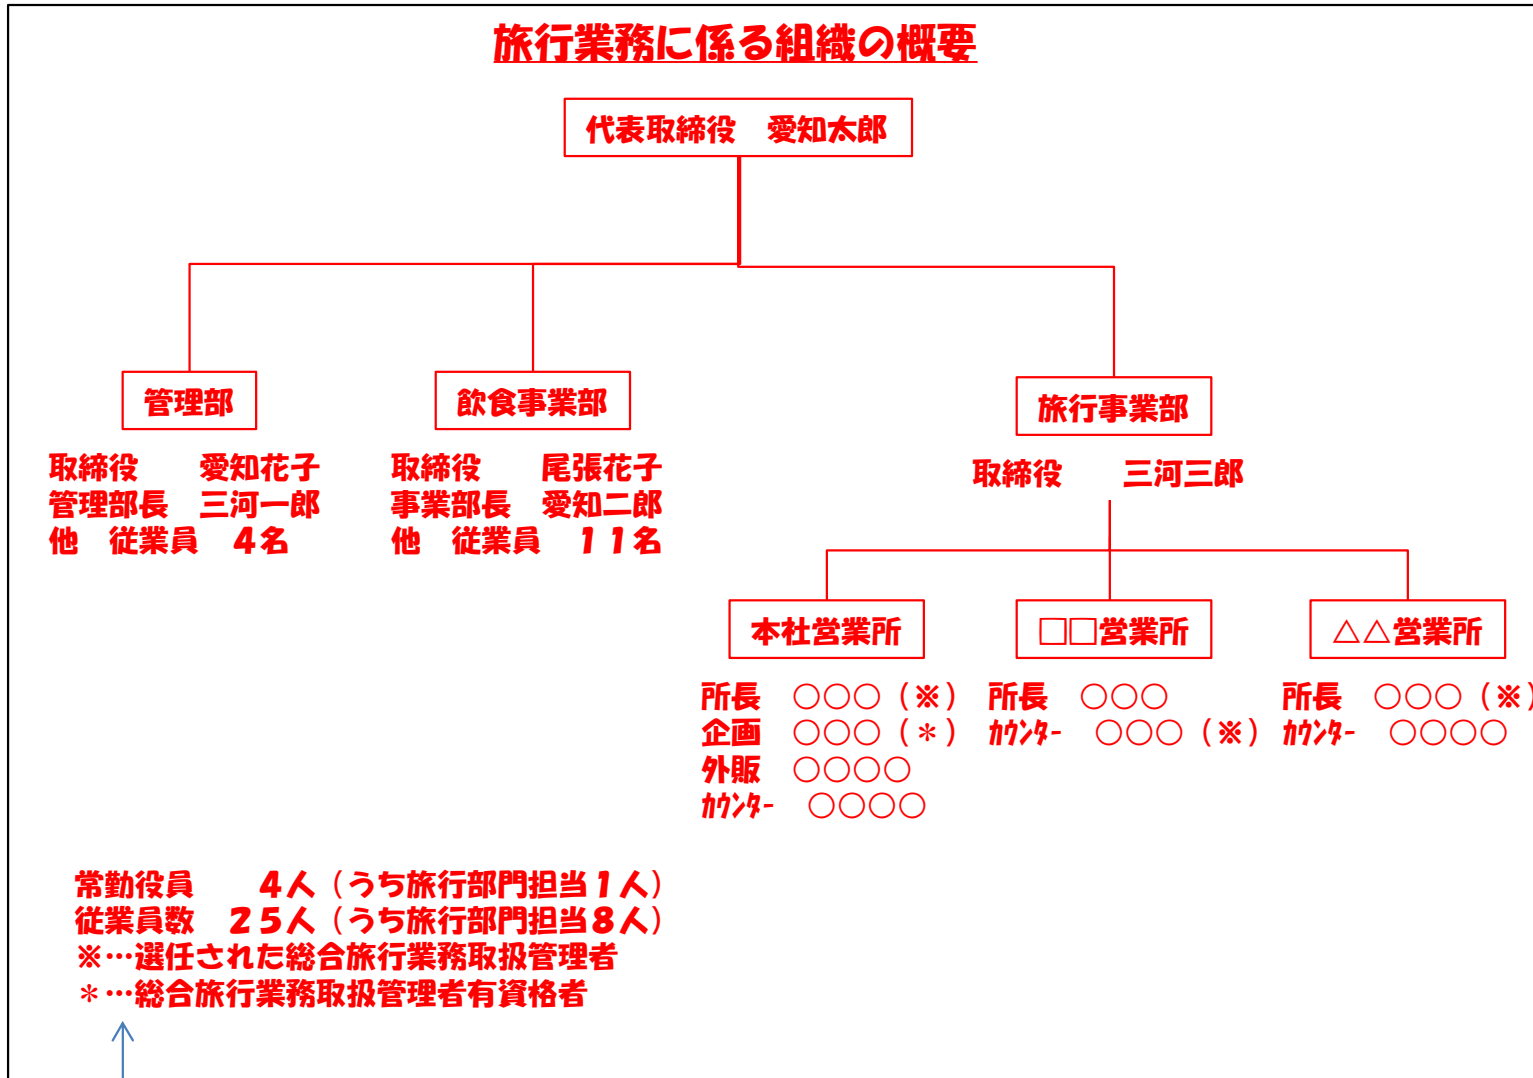 旅行業務に係る組織の概要
代表取締役　愛知太郎
管理部
取締役　　愛知花子
管理部長　三河一郎
他　従業員　4名
飲食事業部
取締役　　尾張花子
事業部長　愛知二郎
他　従業員　１１名
旅行事業部
取締役　　三河三郎
本社営業所
所長　○○○（※）
企画　○○○（＊）
外販　○○○○
ｶｳﾝﾀｰ　○○○○
□□営業所
所長　○○○
ｶｳﾝﾀｰ　○○○（※）
△△営業所
所長　○○○（※）
ｶｳﾝﾀｰ　○○○○
常勤役員　　4人（うち旅行部門担当１人）
従業員数　２５人（うち旅行部門担当８人）
※…選任された総合旅行業務取扱管理者
＊…総合旅行業務取扱管理者有資格者